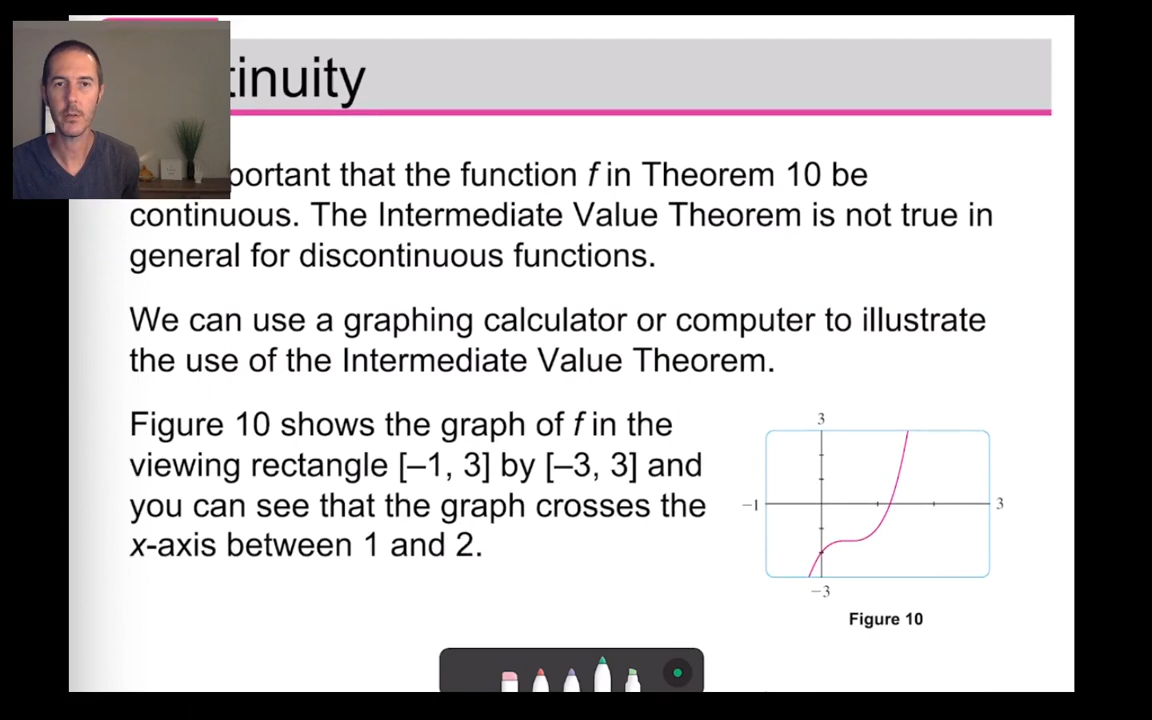 tinuity
portant that the function f in Theorem 10 be
continuous. The Intermediate Value Theorem is not true in
general for discontinuous functions.
We can use a graphing calculator or computer to illustrate
the use of the Intermediate Value Theorem.
Figure 10 shows the graph of f in the
viewing rectangle [–1, 3] by [–3, 3] and
you can see that the graph crosses the
x-axis between 1 and 2.
3
−1
3
−3
Figure 10